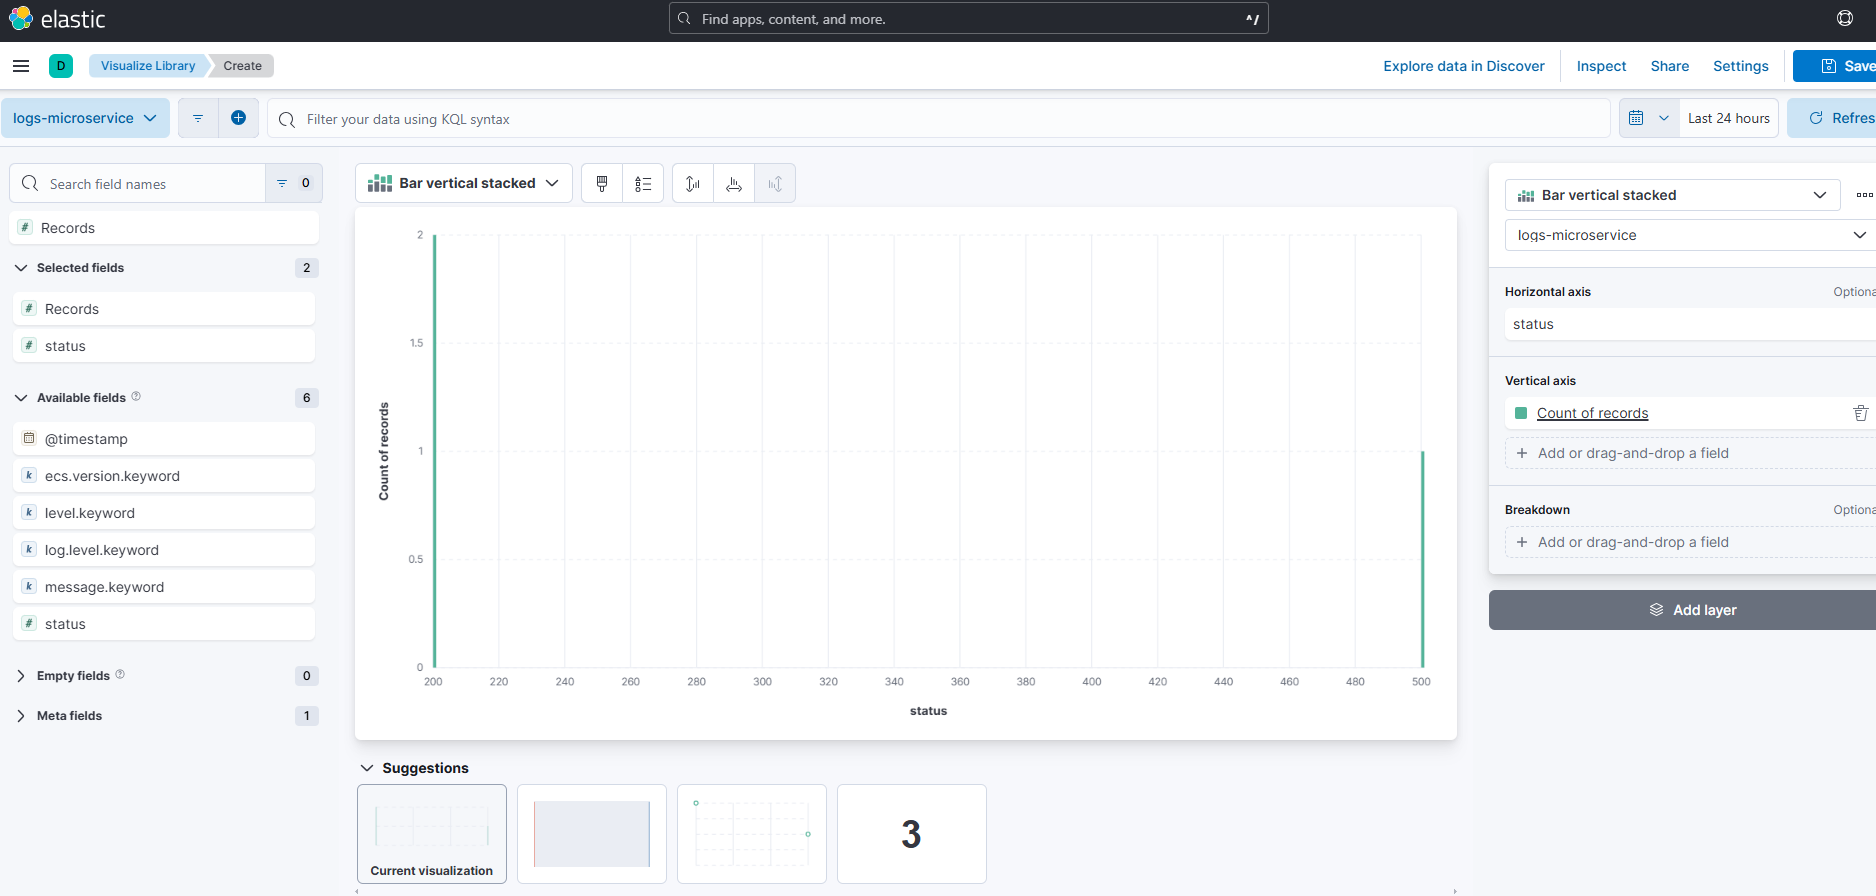 elastic
Find apps, content, and more.
^/
D
Visualize Library
Create
Explore data in Discover
Inspect
Share
Settings
Save
logs-microservice
Filter your data using KQL syntax
Last 24 hours
Refres
Search field names
0
# Records
Selected fields
2
# Records
# status
Available fields
6
@timestamp
k ecs.version.keyword
k level.keyword
k log.level.keyword
k message.keyword
# status
Empty fields
0
Meta fields
1
Bar vertical stacked
2
1.5
1
0.5
0
Count of records
200 220 240 260 280 300 320 340 360 380 400 420 440 460 480 500
status
Suggestions
Current visualization
3
Bar vertical stacked
logs-microservice
Horizontal axis
Optiona
status
Vertical axis
Count of records
+ Add or drag-and-drop a field
Breakdown
Optiona
+ Add or drag-and-drop a field
Add layer